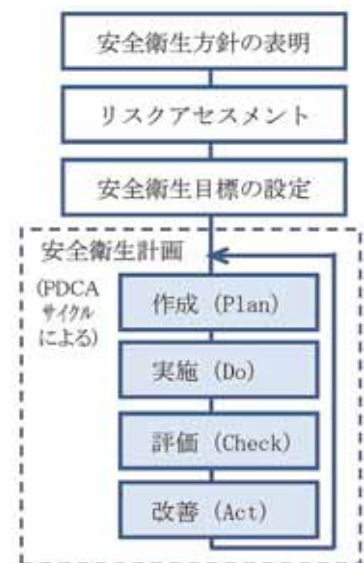 安全衛生方針の表明
リスクアセスメント
安全衛生目標の設定
安全衛生計画
(PDCA
サイクル
による)
作成 (Plan)
実施 (Do)
評価 (Check)
改善 (Act)